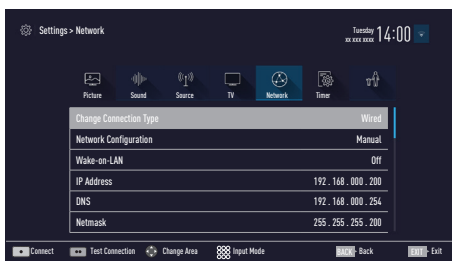 Settings > Network
Tuesday
xx xxx xxxx
14:00
Picture Sound Source TV Network Timer
Change Connection Type Wired
Network Configuration Manual
Wake-on-LAN Off
IP Address 192 . 168 . 000 . 200
DNS 192 . 168 . 000 . 254
Netmask 255 . 255 . 255 . 200
Connect Test Connection Change Area Input Mode BACK Back EXIT Exit